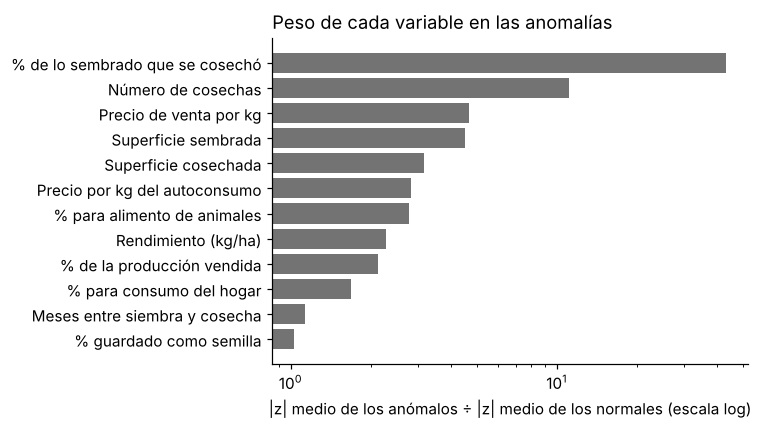 Peso de cada variable en las anomalías
% de lo sembrado que se cosechó
Número de cosechas
Precio de venta por kg
Superficie sembrada
Superficie cosechada
Precio por kg del autoconsumo
% para alimento de animales
Rendimiento (kg/ha)
% de la producción vendida
% para consumo del hogar
Meses entre siembra y cosecha
% guardado como semilla
10⁰ 10¹
|z| medio de los anómalos ÷ |z| medio de los normales (escala log)